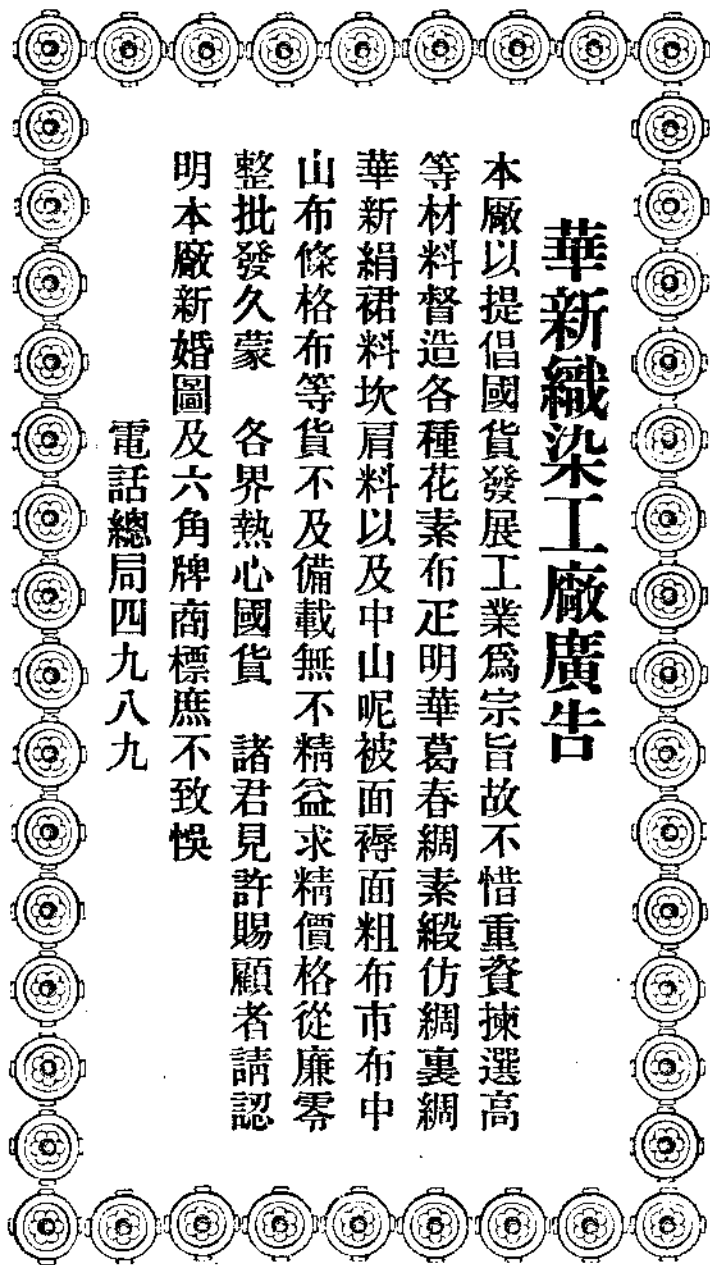 華新織染工廠廣告
本廠以提倡國貨發展工業爲宗旨故不惜重資揀選高
等材料督造各種花素布疋明華葛春綢素緞仿綢裏綢
華新絹裙料坎肩料以及中山呢被面褥面粗布市布中
山布條格布等貨不及備載無不精益求精價格從廉零
整批發久蒙　各界熱心國貨　諸君見許賜顧者請認
明本廠新婚圖及六角牌商標庶不致悞
電話總局四九八九